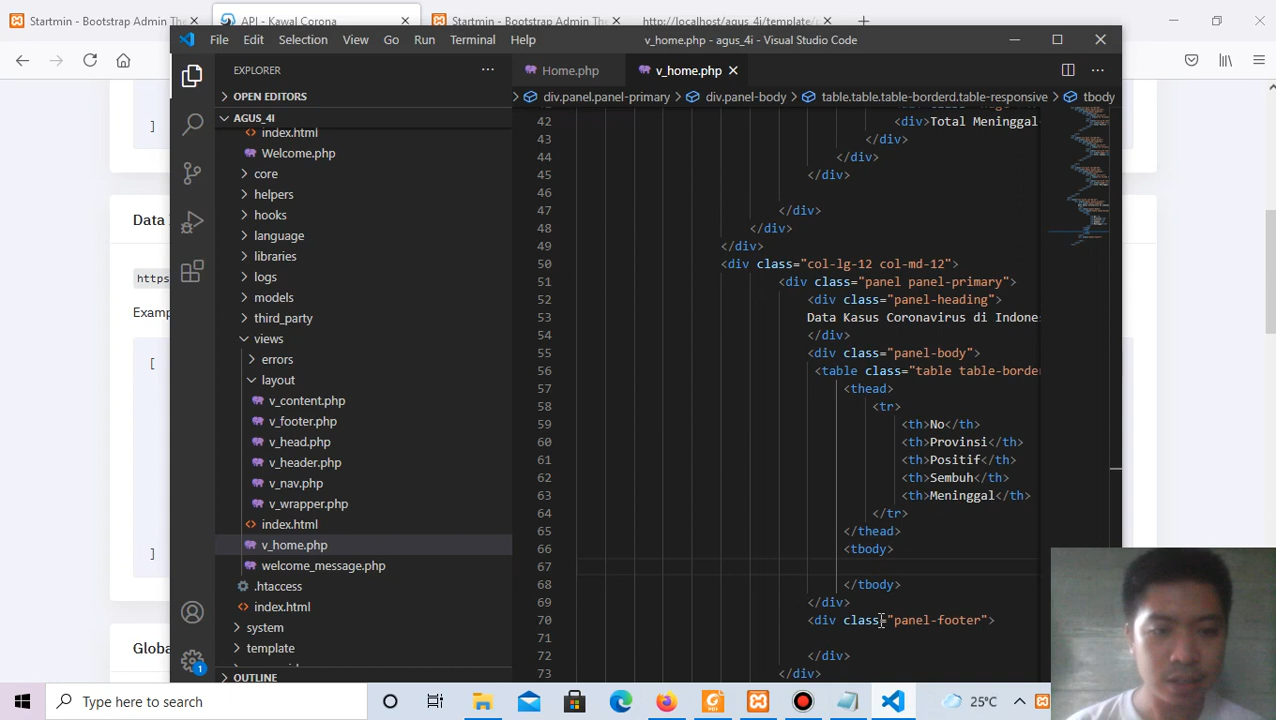 Startmin - Bootstrap Admin The
API - Kawal Corona
Startmin - Bootstrap Admin The
http://localhost/agus_4i/template/p
File Edit Selection View Go Run Terminal Help
v_home.php - agus_4i - Visual Studio Code
EXPLORER
Home.php
v_home.php
OPEN EDITORS
div.panel.panel-primary
div.panel-body
table.table.table-borderd.table-responsive
tbody
AGUS_4I
index.html
Welcome.php
core
helpers
hooks
language
libraries
logs
models
third_party
views
errors
layout
v_content.php
v_footer.php
v_head.php
v_header.php
v_nav.php
v_wrapper.php
index.html
v_home.php
welcome_message.php
.htaccess
index.html
system
template
OUTLINE
42 <div>Total Meninggal
43 </div>
44 </div>
45 </div>
46
47 </div>
48 </div>
49 </div>
50 <div class="col-lg-12 col-md-12">
51 <div class="panel panel-primary">
52 <div class="panel-heading">
53 Data Kasus Coronavirus di Indones
54 </div>
55 <div class="panel-body">
56 <table class="table table-border
57 <thead>
58 <tr>
59 <th>No</th>
60 <th>Provinsi</th>
61 <th>Positif</th>
62 <th>Sembuh</th>
63 <th>Meninggal</th>
64 </tr>
65 </thead>
66 <tbody>
67
68 </tbody>
69 </div>
70 <div class="panel-footer">
71
72 </div>
73 </div>
]
Data
https
Examp
[
]
Globa
1
Type here to search
25°C